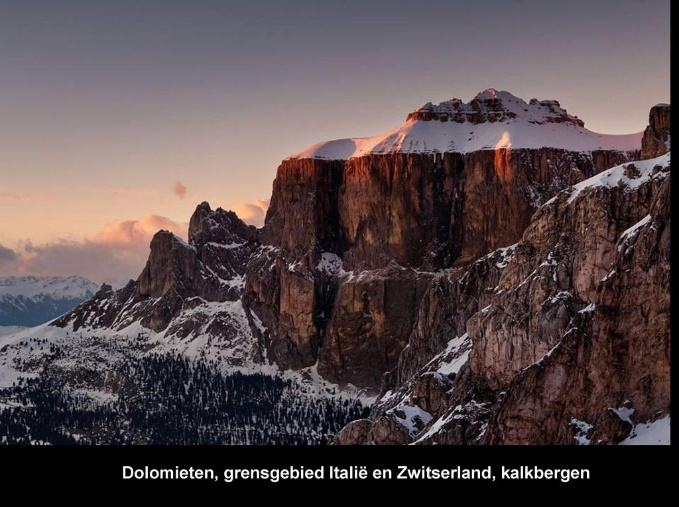 Dolomieten, grensgebied Italië en Zwitserland, kalkbergen